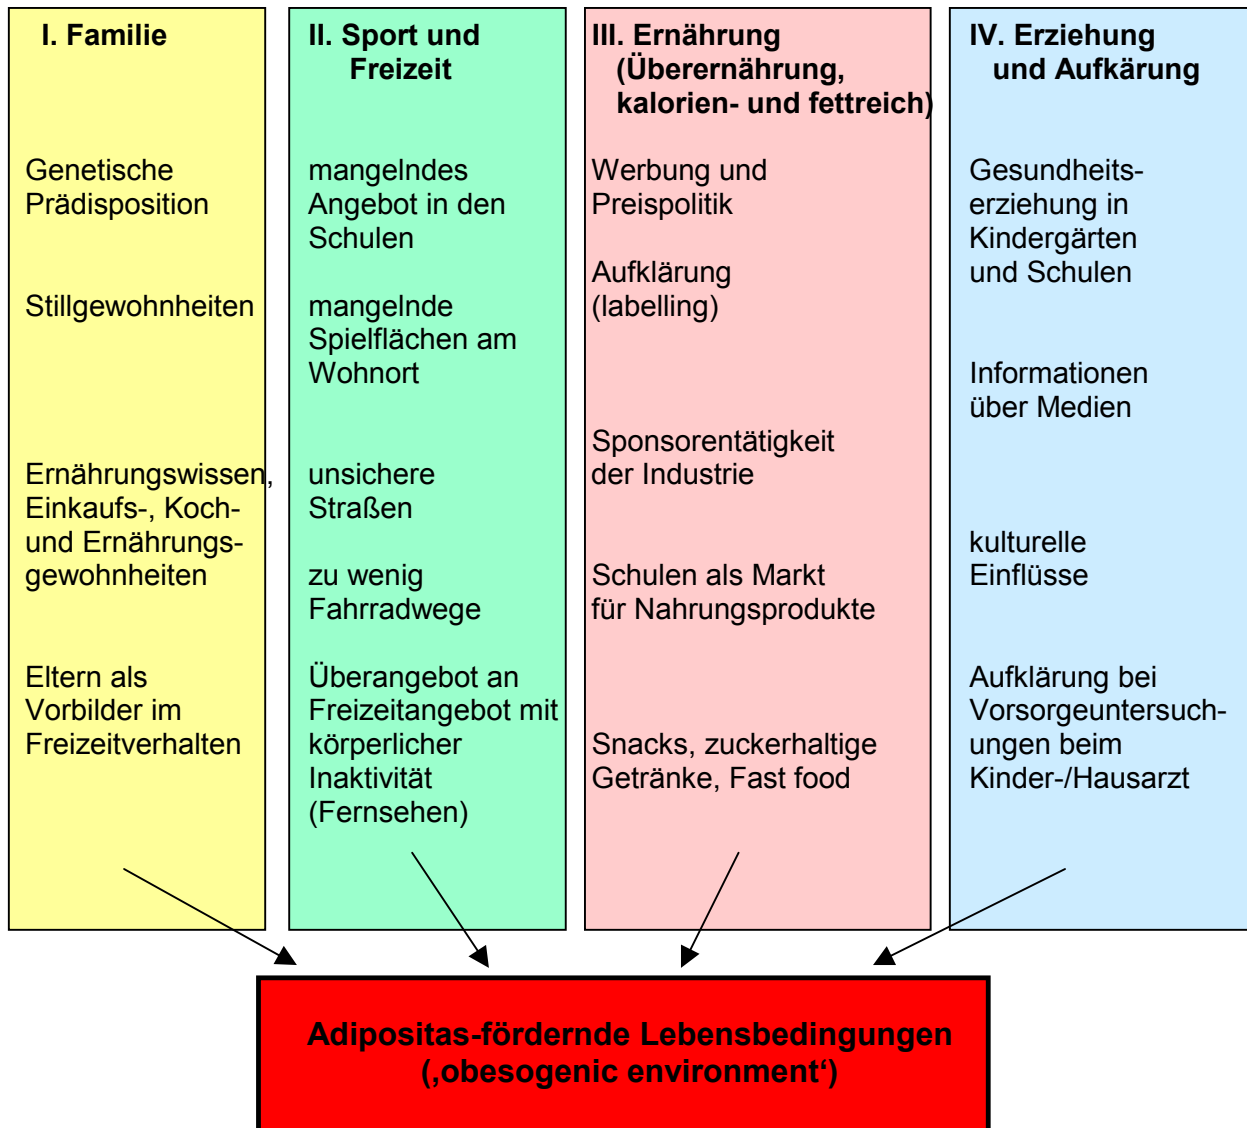 I. Familie
Genetische
Prädisposition
Stillgewohnheiten
Ernährungswissen,
Einkaufs-, Koch-
und Ernährungs-
gewohnheiten
Eltern als
Vorbilder im
Freizeitverhalten
II. Sport und
Freizeit
mangelndes
Angebot in den
Schulen
mangelnde
Spielflächen am
Wohnort
unsichere
Straßen
zu wenig
Fahrradwege
Überangebot an
Freizeitangebot mit
körperlicher
Inaktivität
(Fernsehen)
III. Ernährung
(Überernährung,
kalorien- und fettreich)
Werbung und
Preispolitik
Aufklärung
(labelling)
Sponsorentätigkeit
der Industrie
Schulen als Markt
für Nahrungsprodukte
Snacks, zuckerhaltige
Getränke, Fast food
IV. Erziehung
und Aufkärung
Gesundheits-
erziehung in
Kindergärten
und Schulen
Informationen
über Medien
kulturelle
Einflüsse
Aufklärung bei
Vorsorgeuntersuch-
ungen beim
Kinder-/Hausarzt
Adipositas-fördernde Lebensbedingungen
(‚obesogenic environment‘)